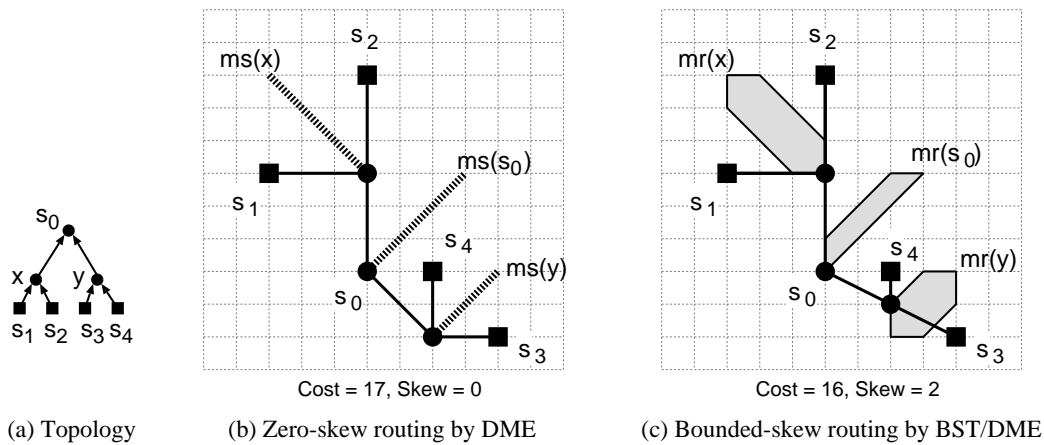 s0
x
y
s1 s2 s3 s4
(a) Topology
s2
ms(x)
ms(s0)
s1
s4
ms(y)
s0
s3
Cost = 17, Skew = 0
(b) Zero-skew routing by DME
s2
mr(x)
mr(s0)
s1
s4
mr(y)
s0
s3
Cost = 16, Skew = 2
(c) Bounded-skew routing by BST/DME